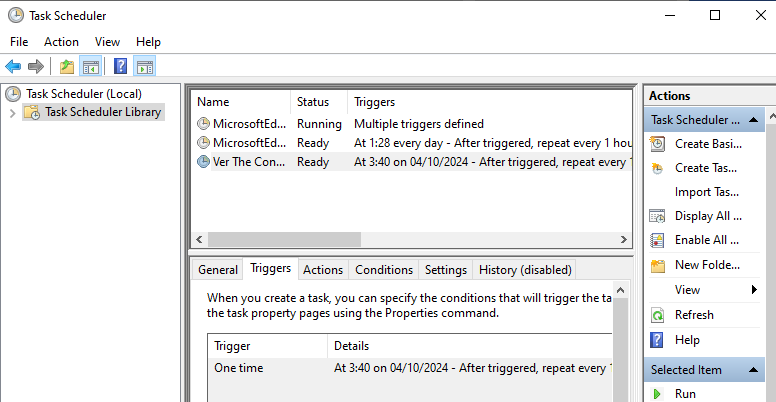 Task Scheduler
File Action View Help
Task Scheduler (Local)
Task Scheduler Library
Name Status Triggers
MicrosoftEd... Running Multiple triggers defined
MicrosoftEd... Ready At 1:28 every day - After triggered, repeat every 1 hou
Ver The Con... Ready At 3:40 on 04/10/2024 - After triggered, repeat every 1
General Triggers Actions Conditions Settings History (disabled)
When you create a task, you can specify the conditions that will trigger the ta
the task property pages using the Properties command.
Trigger Details
One time At 3:40 on 04/10/2024 - After triggered, repeat every 1
Actions
Task Scheduler ...
Create Basi...
Create Tas...
Import Tas...
Display All ...
Enable All ...
New Folde...
View
Refresh
Help
Selected Item
Run